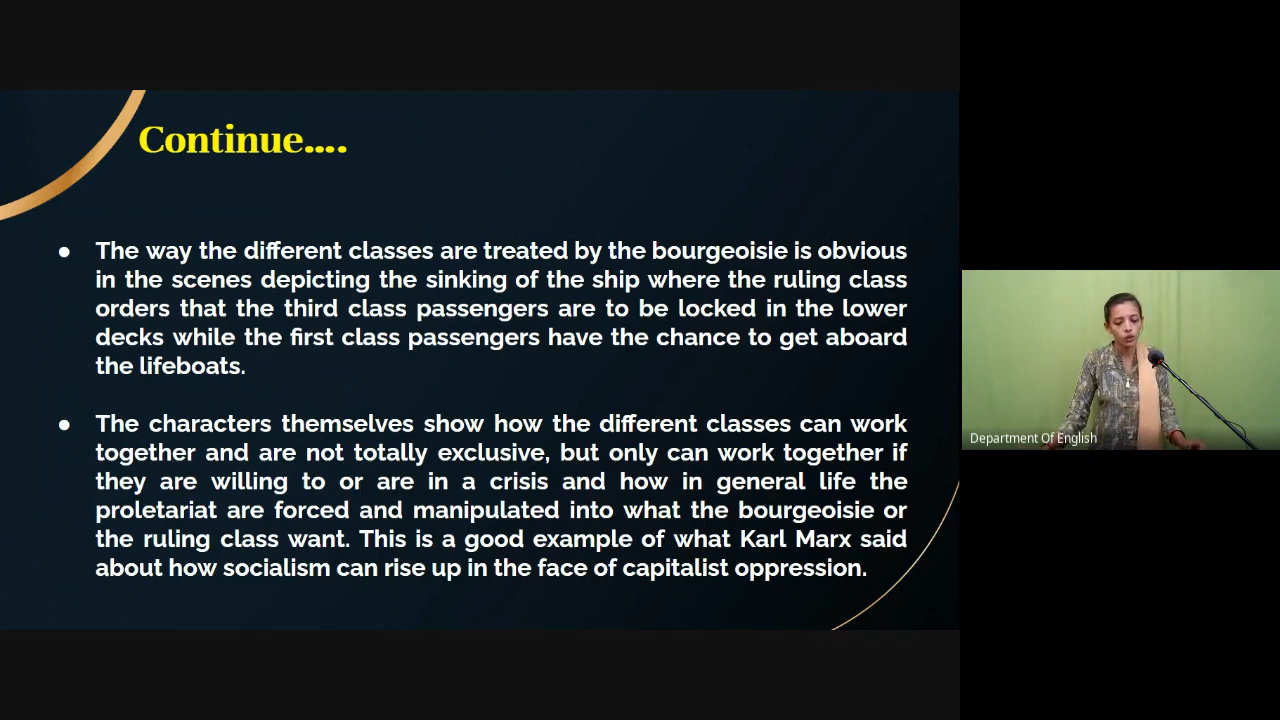 Continue....
● The way the different classes are treated by the bourgeoisie is obvious
in the scenes depicting the sinking of the ship where the ruling class
orders that the third class passengers are to be locked in the lower
decks while the first class passengers have the chance to get aboard
the lifeboats.
● The characters themselves show how the different classes can work
together and are not totally exclusive, but only can work together if
they are willing to or are in a crisis and how in general life the
proletariat are forced and manipulated into what the bourgeoisie or
the ruling class want. This is a good example of what Karl Marx said
about how socialism can rise up in the face of capitalist oppression.
Department Of English